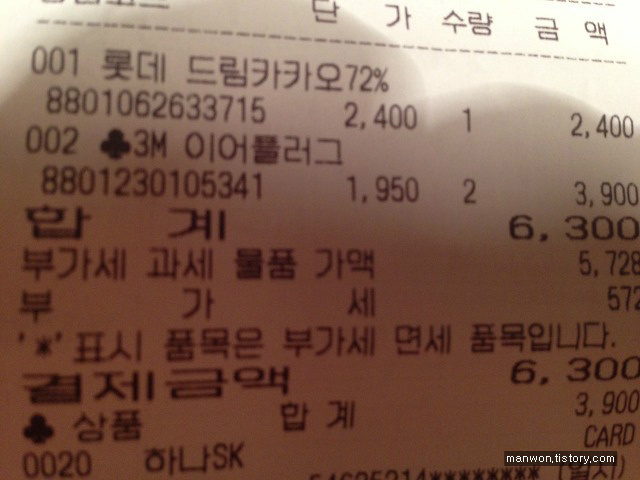 단 가 수량 금 액
001 롯데 드림카카오72%
8801062633715 2,400 1 2,400
002 ♣3M 이어플러그
8801230105341 1,950 2 3,900
합 계 6,300
부가세 과세 물품 가액 5,728
부 가 세 572
'*'표시 품목은 부가세 면세 품목입니다.
결제금액 6,300
♣ 상품 합 계 3,900
CARD
0020 하나SK
manwon.tistory.com